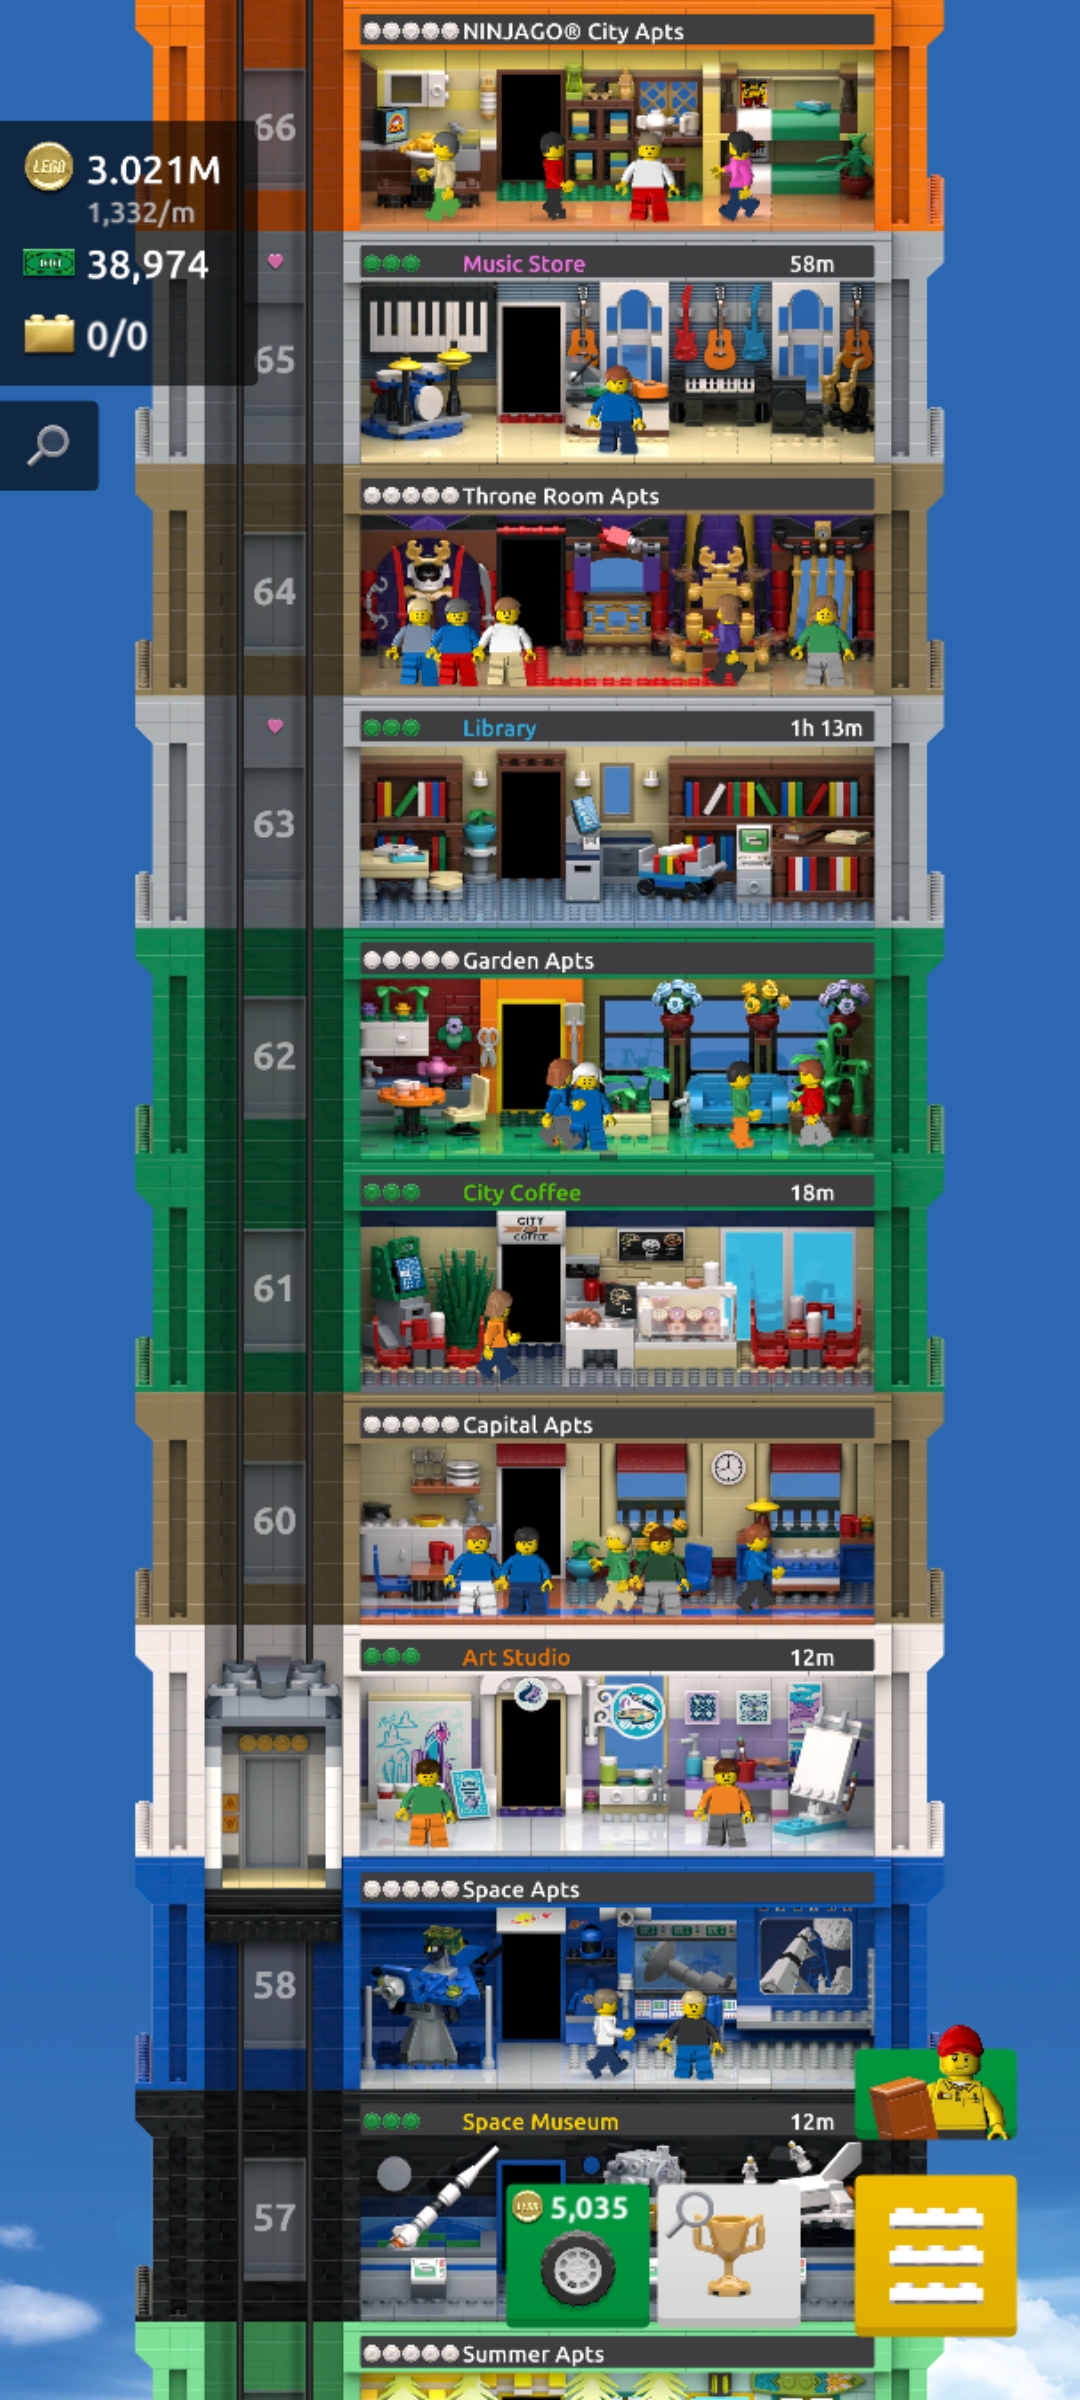 NINJAGO® City Apts
66
LEGO 3.021M
1,332/m
38,974
0/0
Music Store 58m
65
Throne Room Apts
64
Library 1h 13m
63
Garden Apts
62
City Coffee 18m
CITY
COFFEE
61
Capital Apts
60
Art Studio 12m
Space Apts
58
Space Museum 12m
57
5,035
Summer Apts